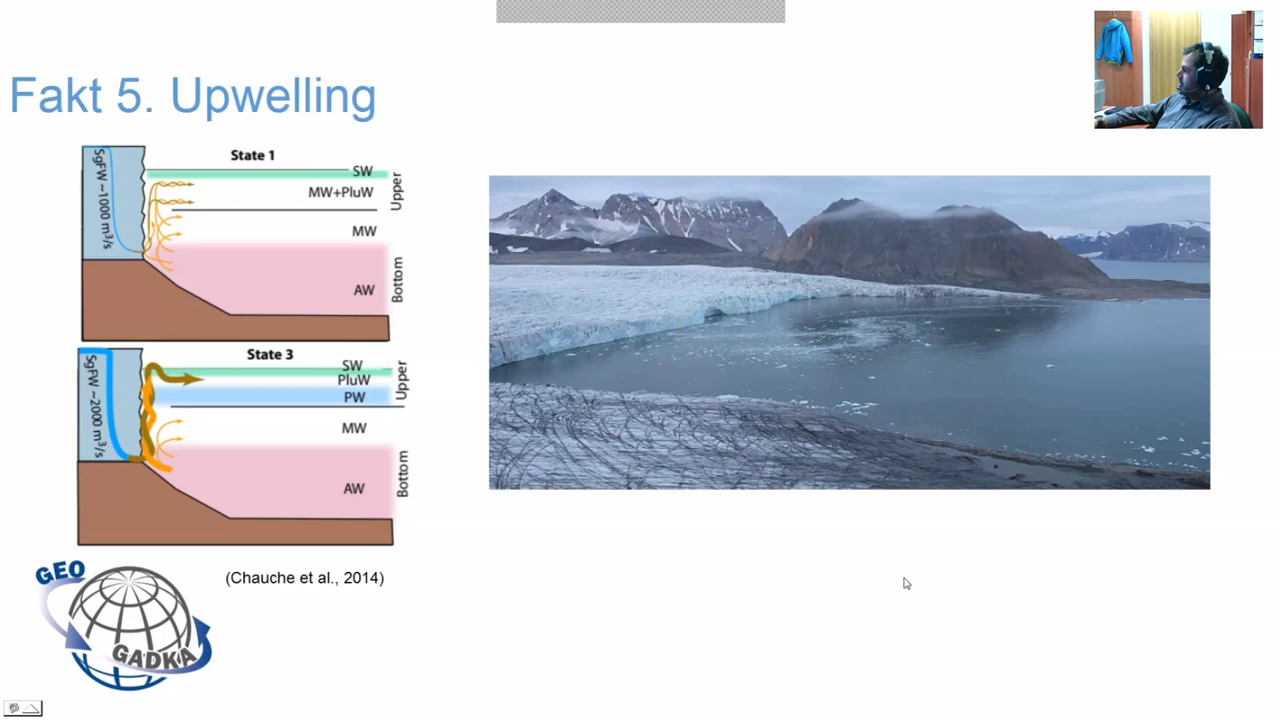 Fakt 5. Upwelling
State 1
SgFW ~1000 m³/s
SW
MW+PluW
MW
AW
Upper
Bottom
State 3
SgFW ~2000 m³/s
SW
PluW
PW
MW
AW
Upper
Bottom
(Chauche et al., 2014)
GEO
GADKA